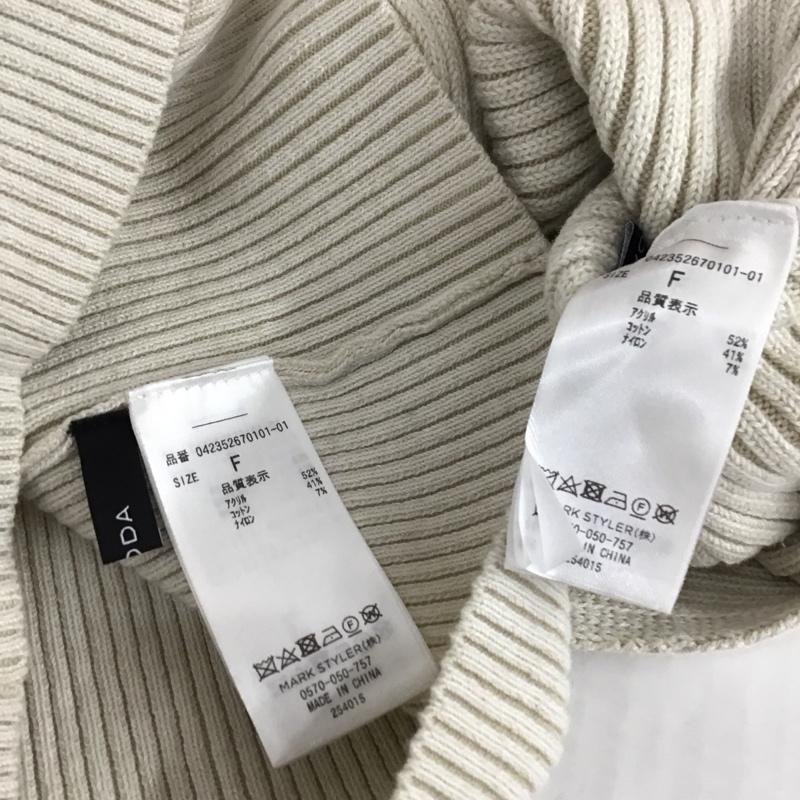 品番 042352670101-01
SIZE F
品質表示
アクリル 52%
コットン 41%
ナイロン 7%
MARK STYLER(株)
0570-050-757
MADE IN CHINA
254015
042352670101-01
SIZE F
品質表示
アクリル 52%
コットン 41%
ナイロン 7%
MARK STYLER(株)
570-050-757
IN CHINA
254015